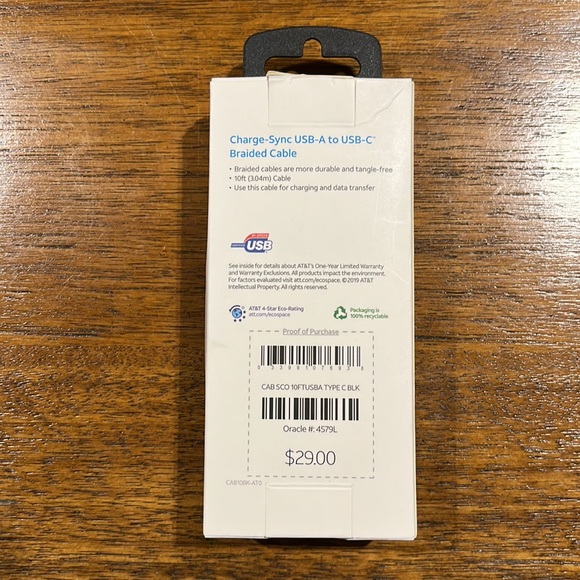 Charge-Sync USB-A to USB-C™
Braided Cable
• Braided cables are more durable and tangle-free
• 10ft (3.04m) Cable
• Use this cable for charging and data transfer
USB
See inside for details about AT&T's One-Year Limited Warranty
and Warranty Exclusions. All products impact the environment.
For factors evaluated visit att.com/ecospace. ©2019 AT&T
Intellectual Property. All rights reserved.
AT&T 4-Star Eco-Rating
att.com/ecospace
Packaging is
100% recyclable
Proof of Purchase
CAB SCO 10FTUSBA TYPE C BLK
Oracle #: 4579L
$29.00
CAB10BK-AT0